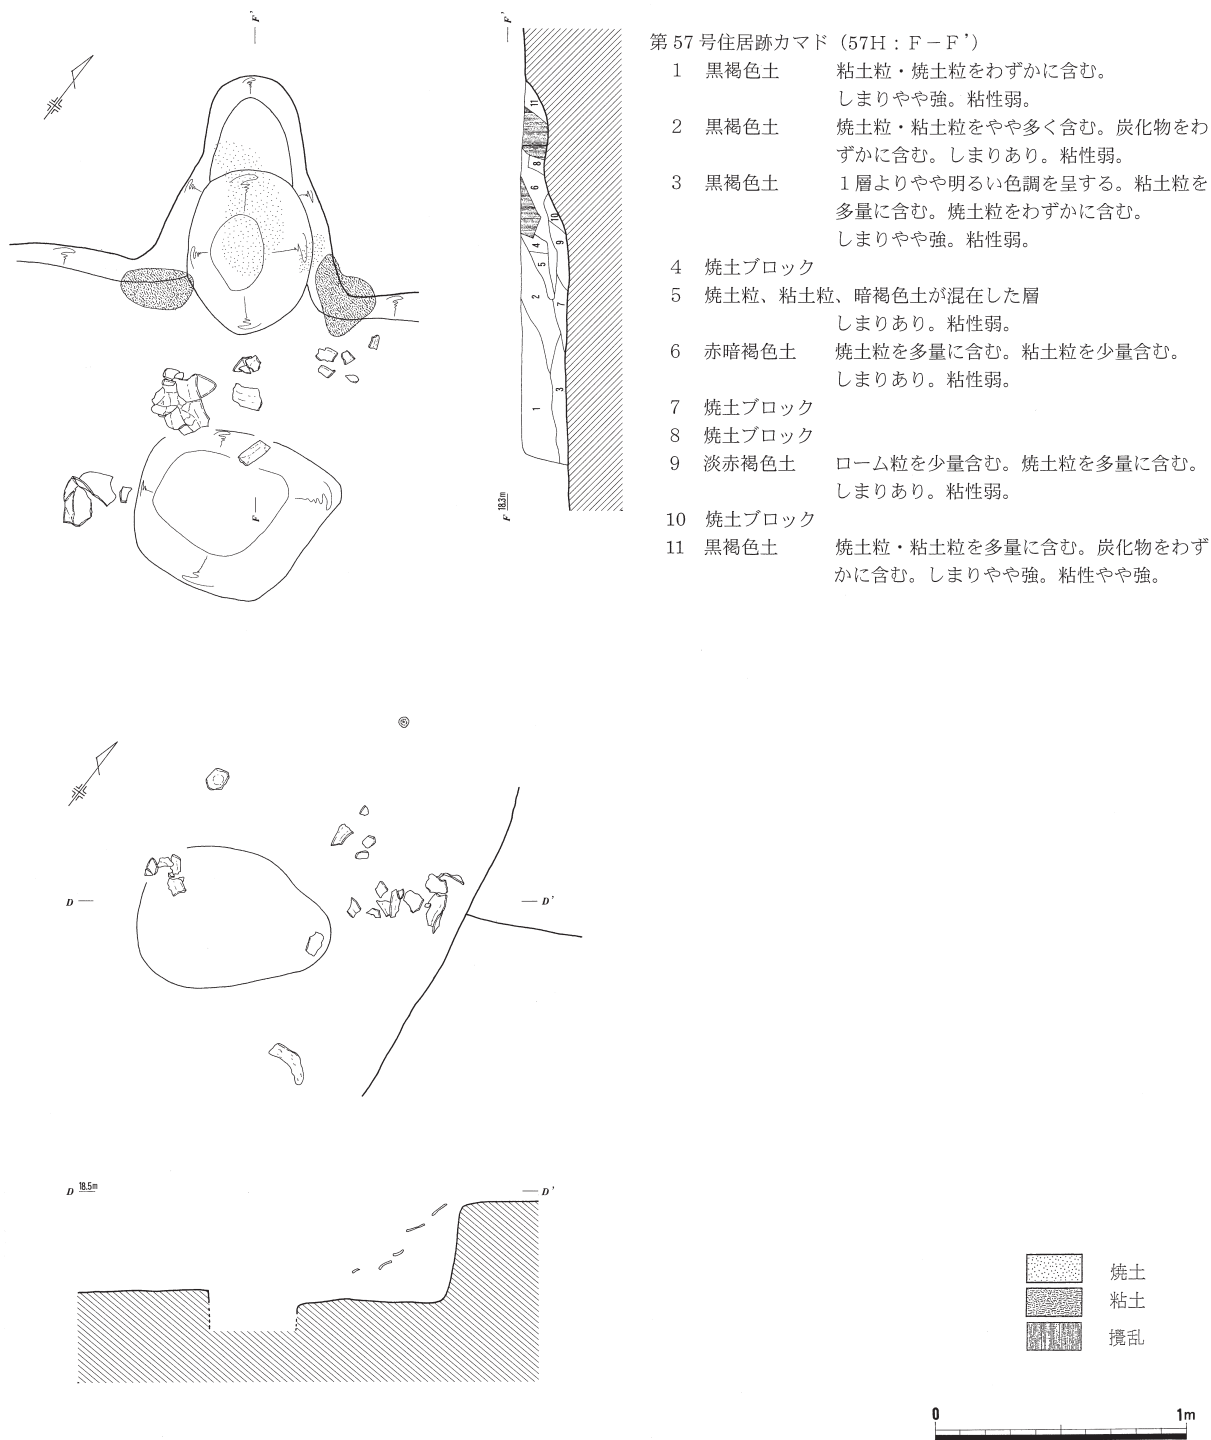 第57号住居跡カマド（57H：F－F’）
1 黒褐色土 粘土粒・焼土粒をわずかに含む。
しまりやや強。粘性弱。
2 黒褐色土 焼土粒・粘土粒をやや多く含む。炭化物をわ
ずかに含む。しまりあり。粘性弱。
3 黒褐色土 １層よりやや明るい色調を呈する。粘土粒を
多量に含む。焼土粒をわずかに含む。
しまりやや強。粘性弱。
4 焼土ブロック
5 焼土粒、粘土粒、暗褐色土が混在した層
しまりあり。粘性弱。
6 赤暗褐色土 焼土粒を多量に含む。粘土粒を少量含む。
しまりあり。粘性弱。
7 焼土ブロック
8 焼土ブロック
9 淡赤褐色土 ローム粒を少量含む。焼土粒を多量に含む。
しまりあり。粘性弱。
10 焼土ブロック
11 黒褐色土 焼土粒・粘土粒を多量に含む。炭化物をわず
かに含む。しまりやや強。粘性やや強。
F’
F
F’
11
8
6
10
4
9
5
2
7
3
1
F 18.3m
D
D’
D 18.5m
D’
焼土
粘土
攪乱
0 1m